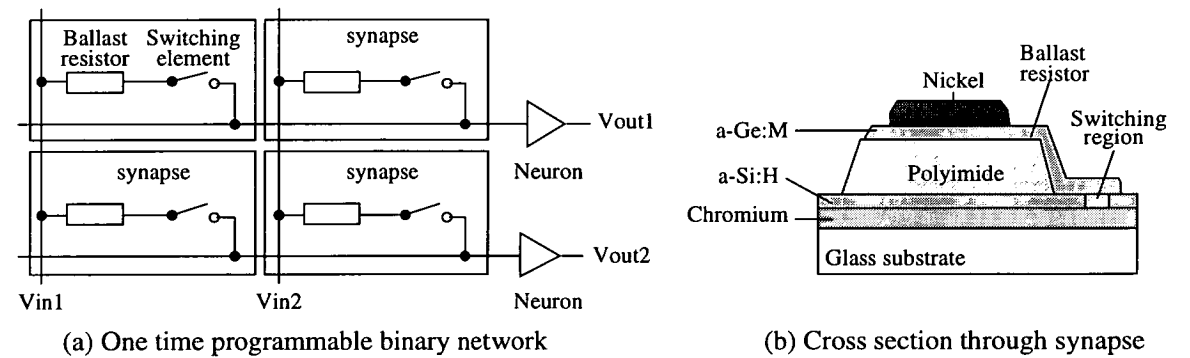 Ballast resistor
Switching element
synapse
Vout1
Neuron
synapse
synapse
Vout2
Vin1
Vin2
Neuron
(a) One time programmable binary network
Ballast resistor
Nickel
Switching region
a-Ge:M
a-Si:H
Polyimide
Chromium
Glass substrate
(b) Cross section through synapse